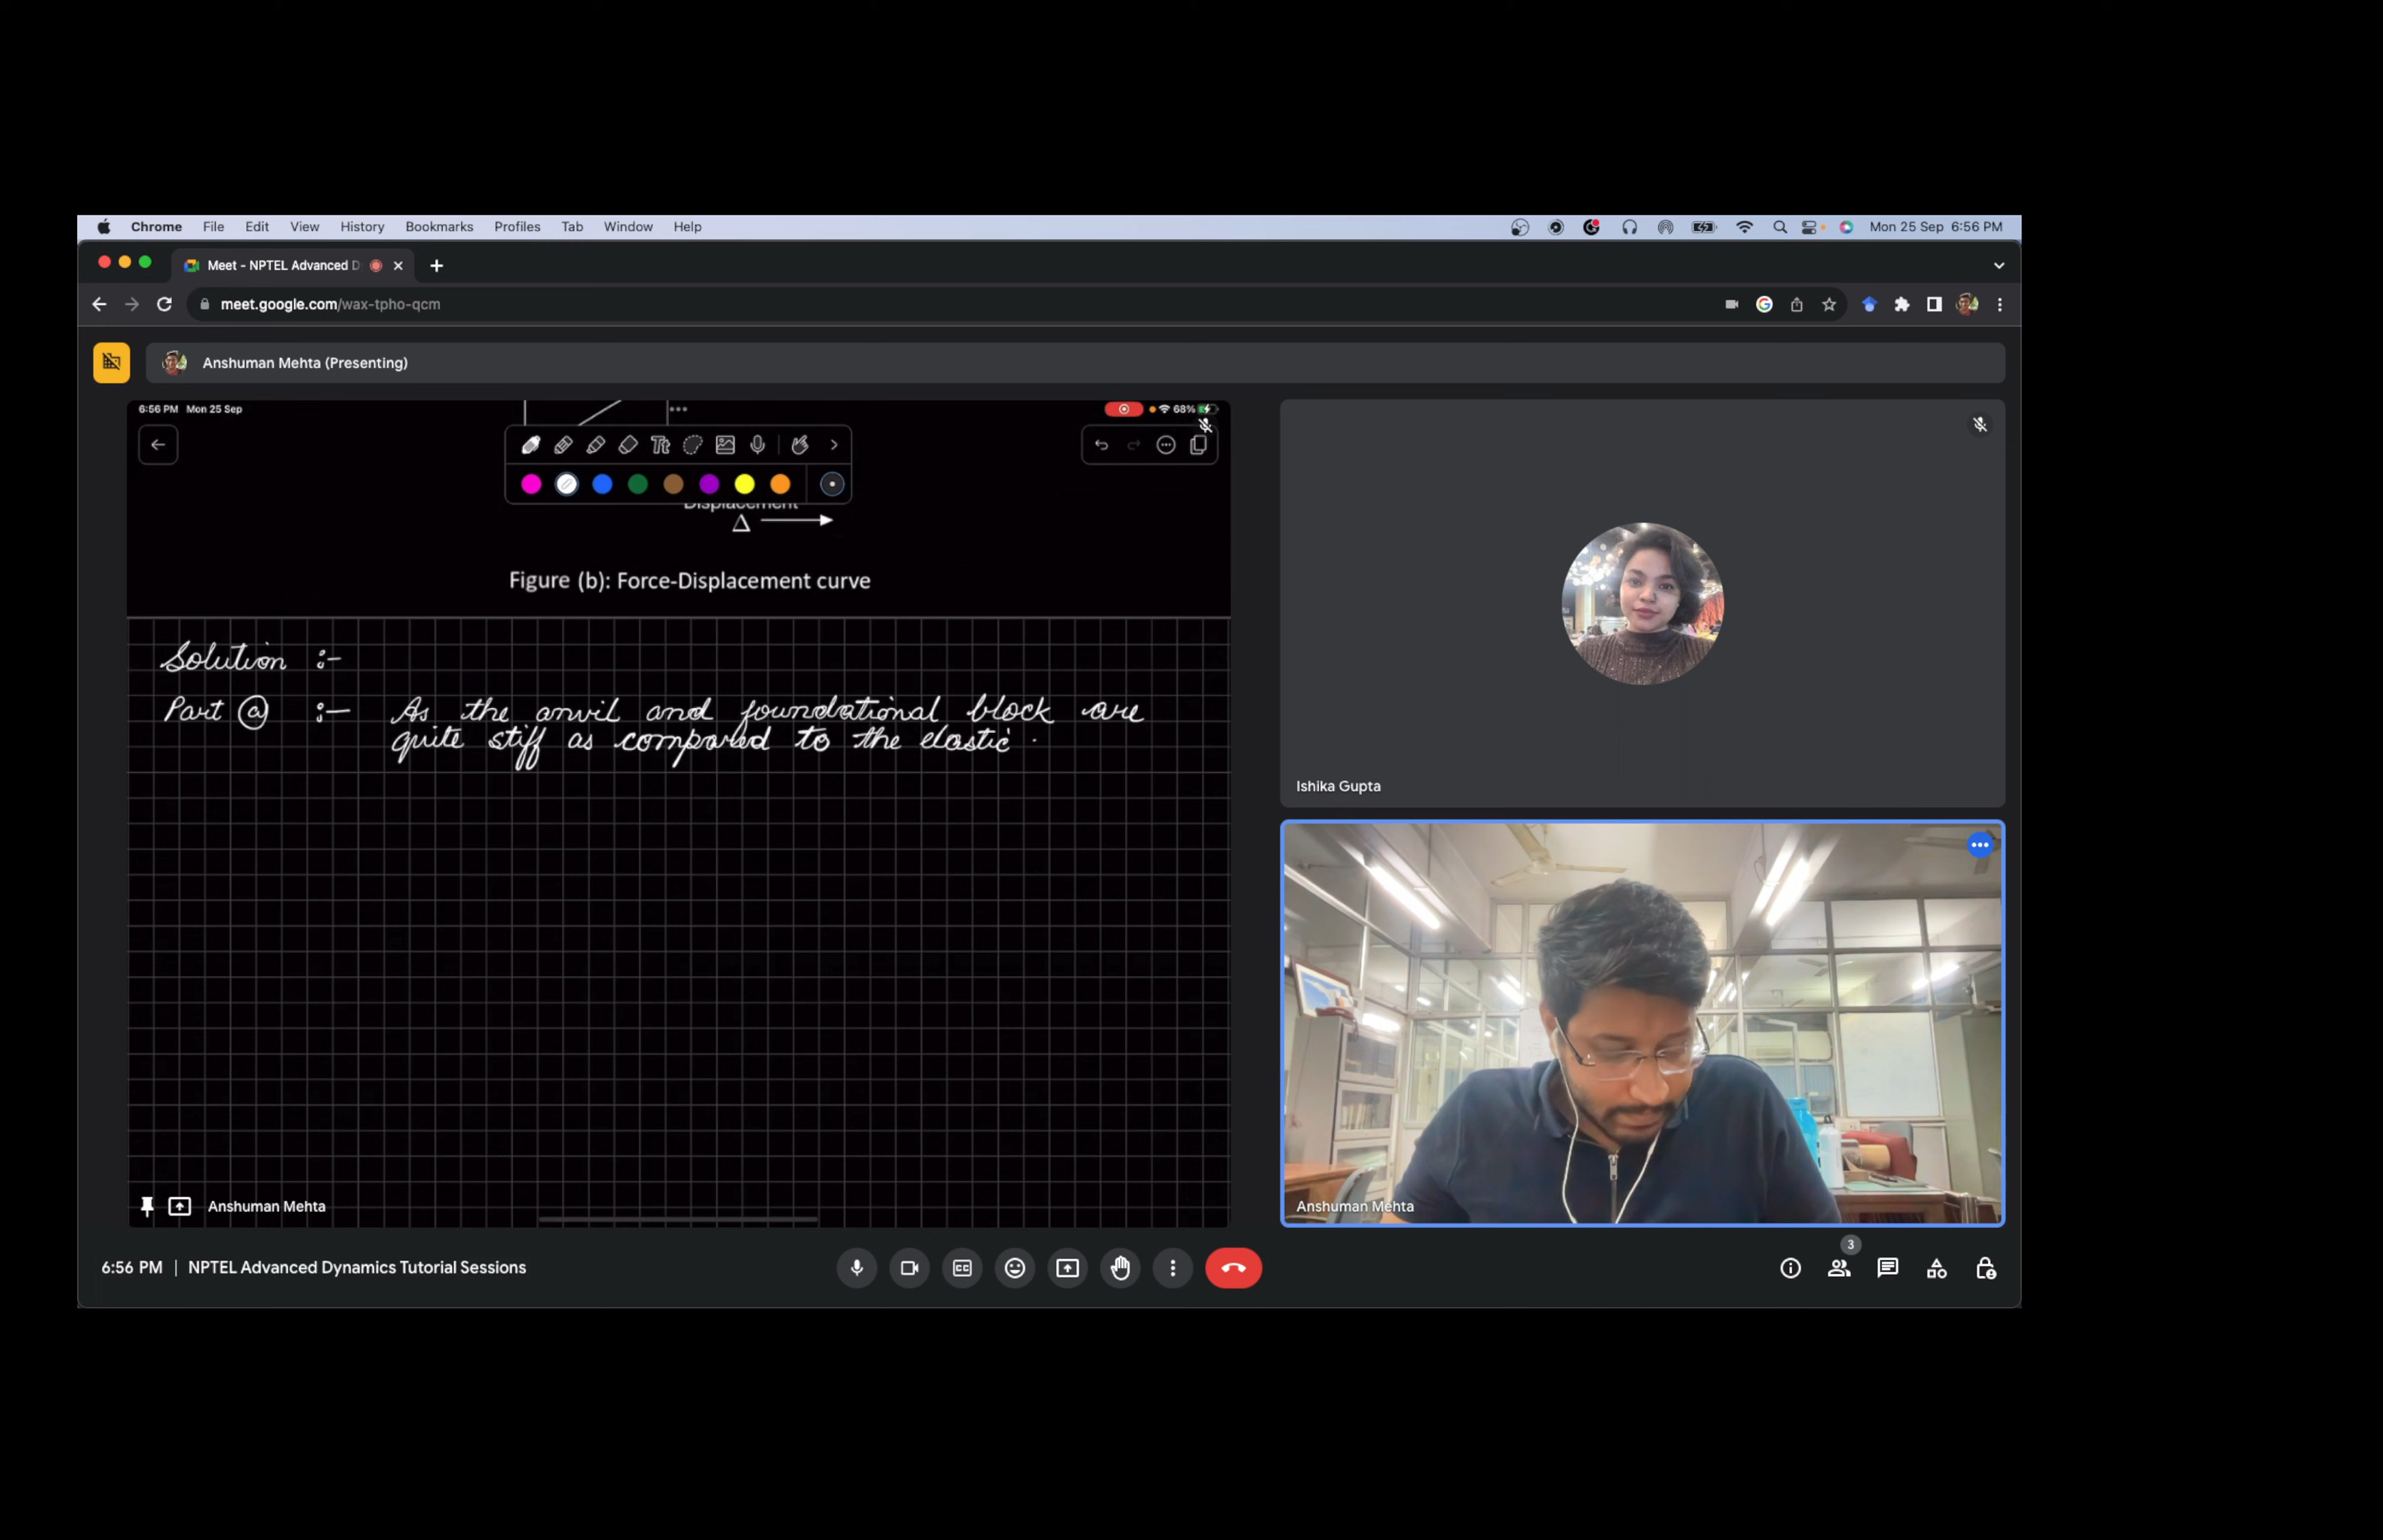 Chrome File Edit View History Bookmarks Profiles Tab Window Help
Mon 25 Sep 6:56 PM
Meet - NPTEL Advanced D
meet.google.com/wax-tpho-qcm
Anshuman Mehta (Presenting)
6:56 PM Mon 25 Sep
68%
Displacement
Δ
Figure (b): Force-Displacement curve
Solution :-
Part (a) :- As the anvil and foundational block are
quite stiff as compared to the elastic .
Anshuman Mehta
Ishika Gupta
Anshuman Mehta
6:56 PM | NPTEL Advanced Dynamics Tutorial Sessions
3